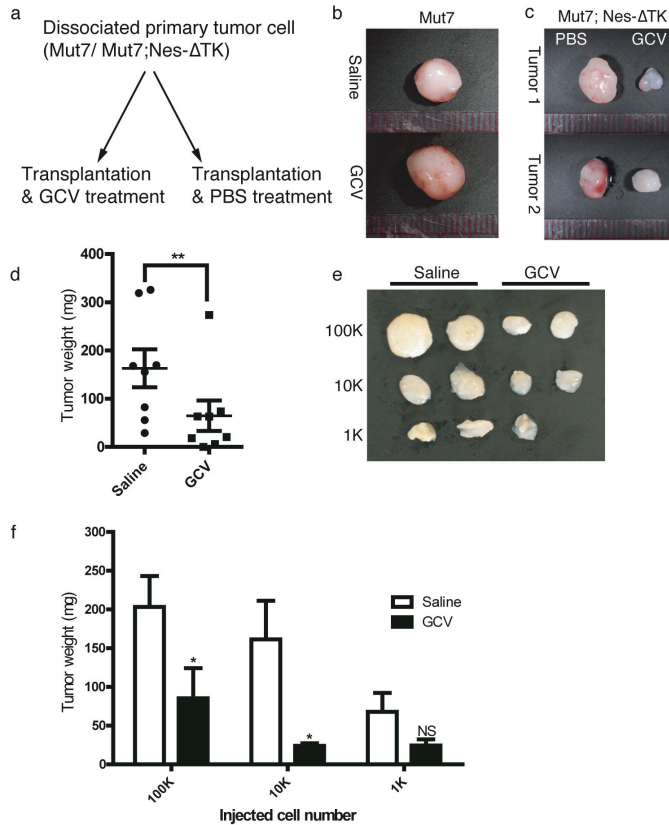 a
Dissociated primary tumor cell
(Mut7/ Mut7;Nes-ΔTK)
Transplantation
& GCV treatment
Transplantation
& PBS treatment
b
Mut7
Saline
GCV
c
Mut7; Nes-ΔTK
PBS
GCV
Tumor 1
Tumor 2
d
Tumor weight (mg)
400
300
200
100
0
**
Saline
GCV
e
Saline
GCV
100K
10K
1K
f
Tumor weight (mg)
300
250
200
150
100
50
0
*
*
NS
Saline
GCV
100K
10K
1K
Injected cell number